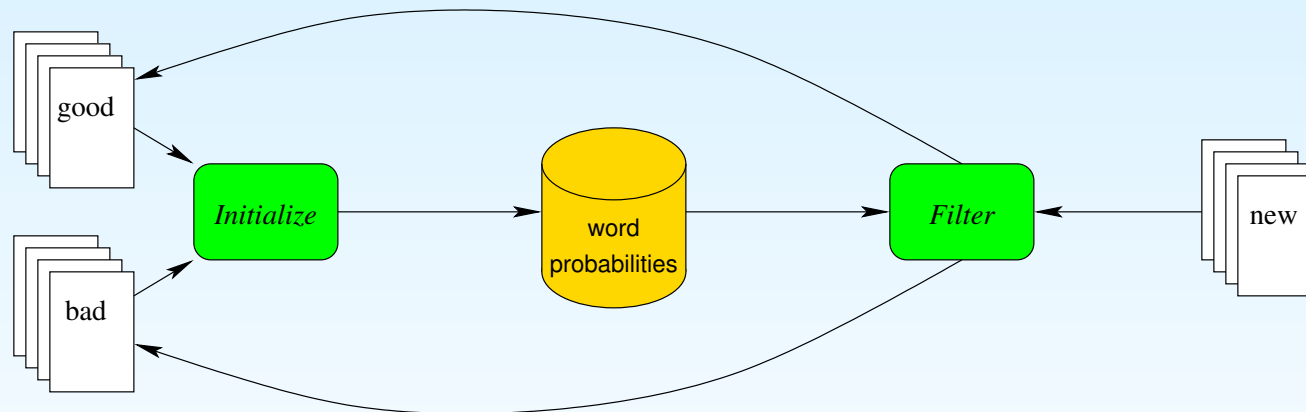 good
Initialize
word
probabilities
Filter
new
bad